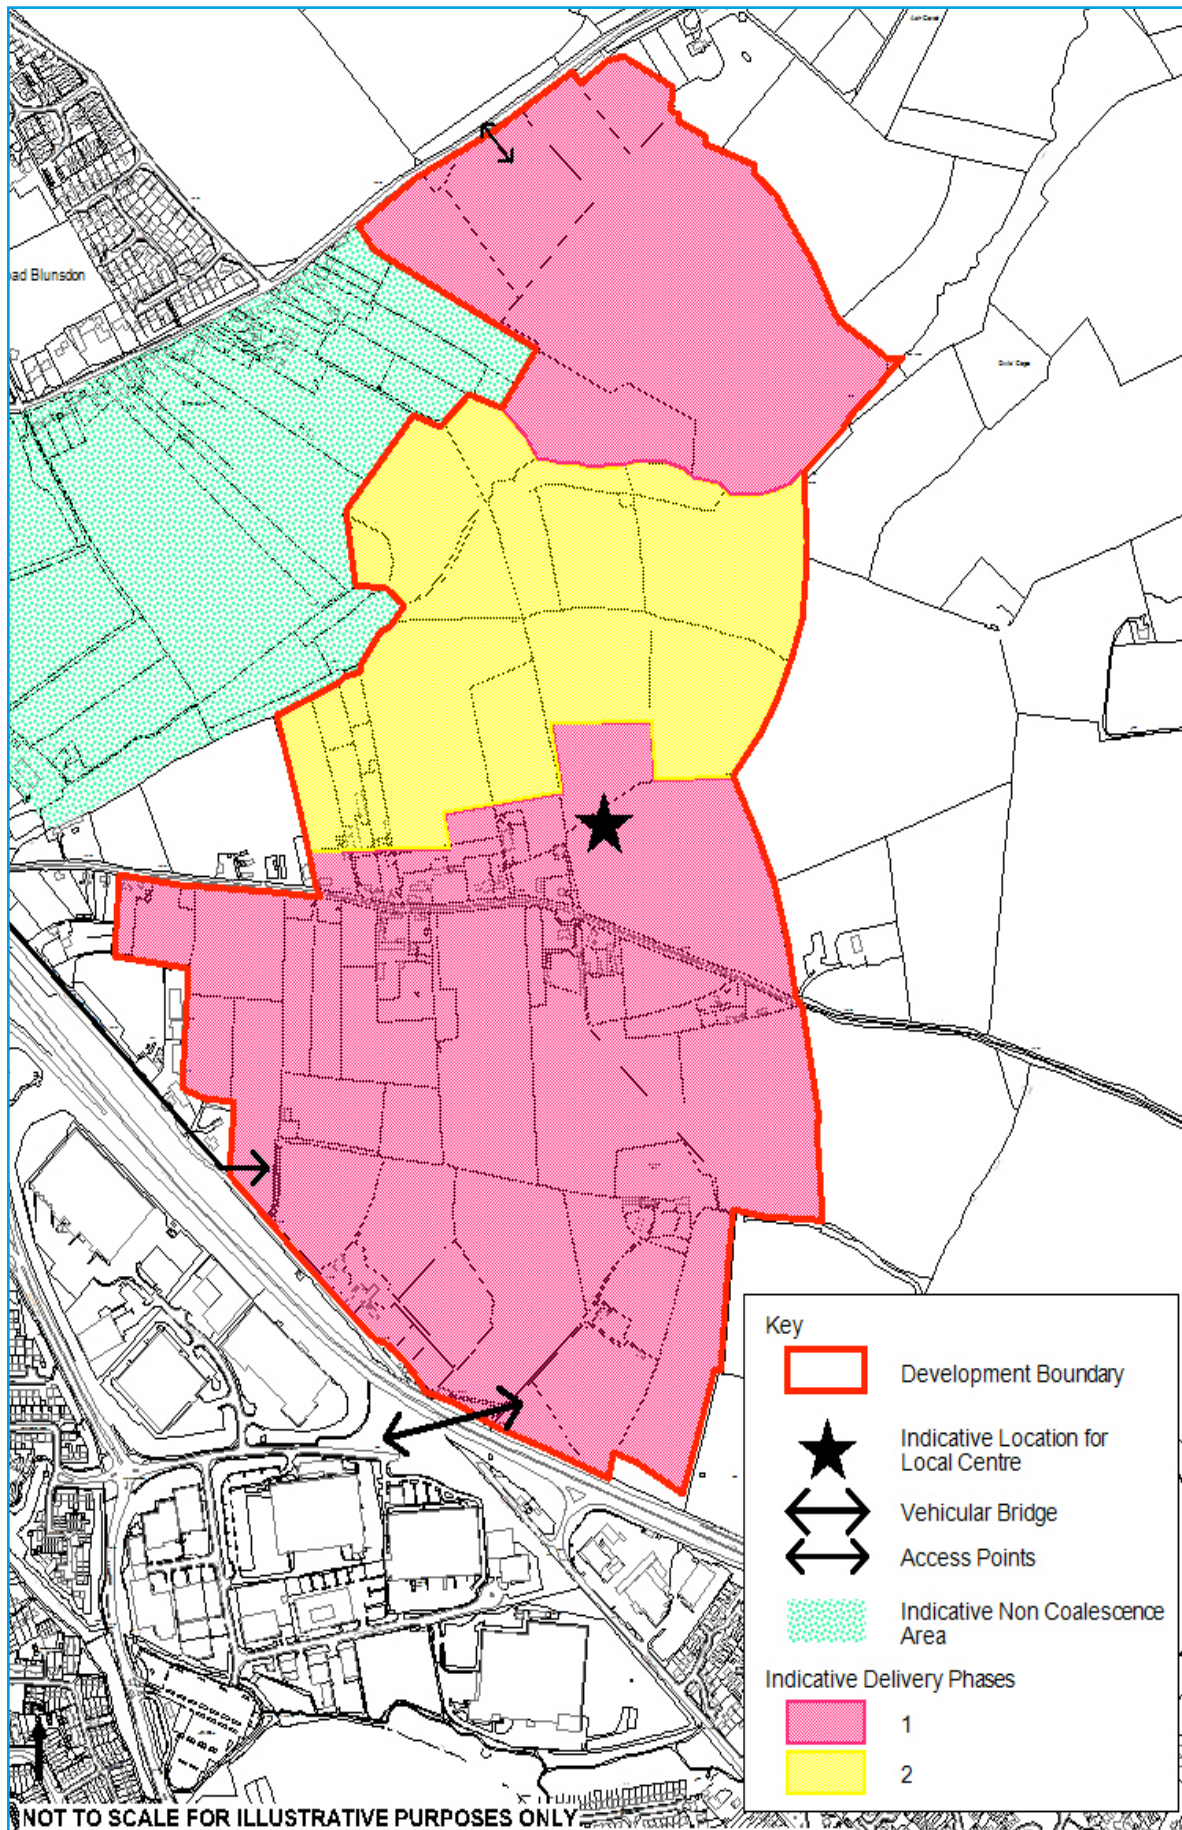 ad Blunsdon
Key
Development Boundary
Indicative Location for
Local Centre
Vehicular Bridge
Access Points
Indicative Non Coalescence
Area
Indicative Delivery Phases
1
2
NOT TO SCALE FOR ILLUSTRATIVE PURPOSES ONLY